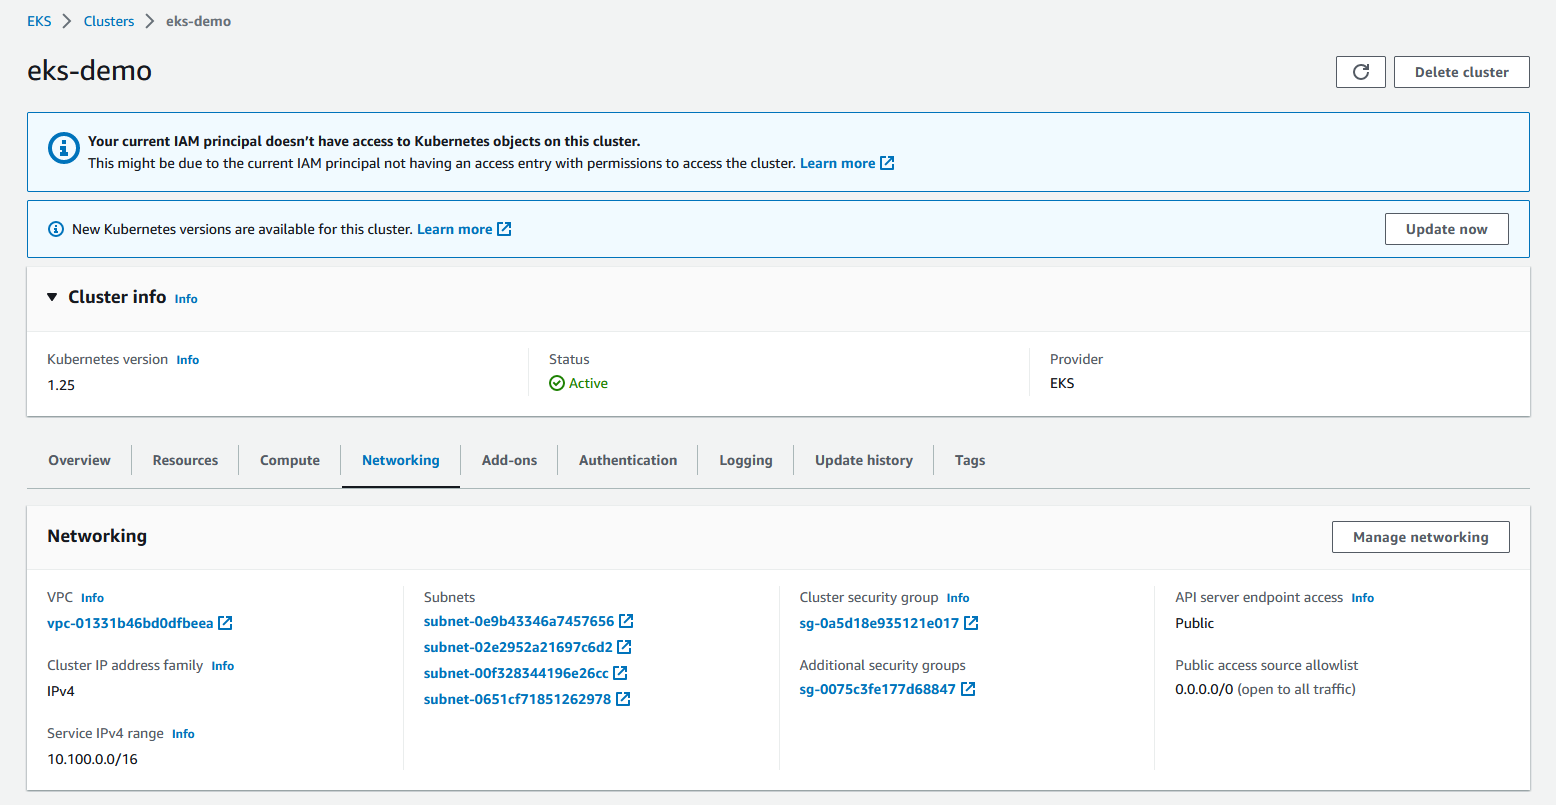 EKS > Clusters > eks-demo
eks-demo
Delete cluster
Your current IAM principal doesn’t have access to Kubernetes objects on this cluster.
This might be due to the current IAM principal not having an access entry with permissions to access the cluster. Learn more
New Kubernetes versions are available for this cluster. Learn more
Update now
Cluster info Info
Kubernetes version Info
1.25
Status
Active
Provider
EKS
Overview Resources Compute Networking Add-ons Authentication Logging Update history Tags
Networking
Manage networking
VPC Info
vpc-01331b46bd0dfbeea
Cluster IP address family Info
IPv4
Service IPv4 range Info
10.100.0.0/16
Subnets
subnet-0e9b43346a7457656
subnet-02e2952a21697c6d2
subnet-00f328344196e26cc
subnet-0651cf71851262978
Cluster security group Info
sg-0a5d18e935121e017
Additional security groups
sg-0075c3fe177d68847
API server endpoint access Info
Public
Public access source allowlist
0.0.0.0/0 (open to all traffic)